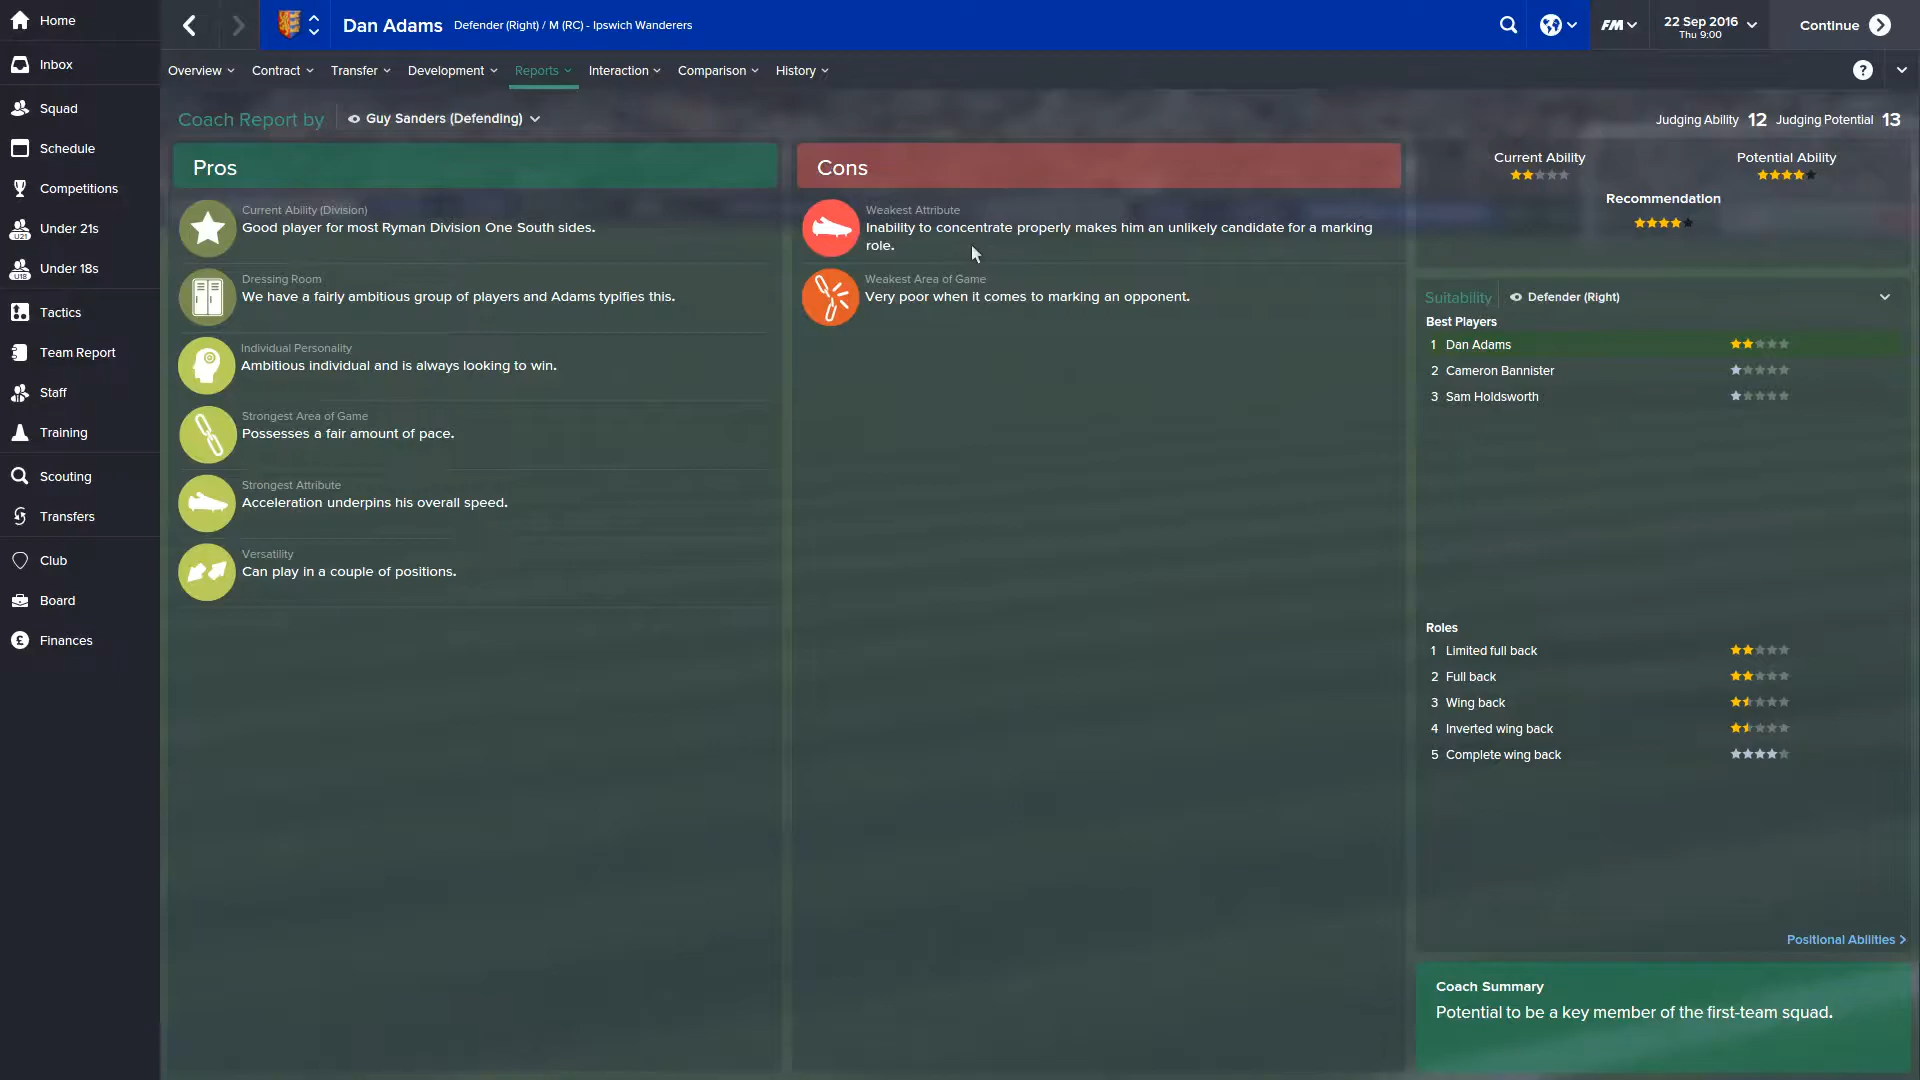 Home
Dan Adams
Defender (Right) / M (RC) - Ipswich Wanderers
FM
22 Sep 2016
Thu 9:00
Continue
Inbox
Overview
Contract
Transfer
Development
Reports
Interaction
Comparison
History
?
Squad
Coach Report by
Guy Sanders (Defending)
Judging Ability 12
Judging Potential 13
Schedule
Competitions
U21
Under 21s
U18
Under 18s
Tactics
Team Report
Staff
Training
Scouting
Transfers
Club
Board
£
Finances
Pros
Current Ability (Division)
Good player for most Ryman Division One South sides.
Dressing Room
We have a fairly ambitious group of players and Adams typifies this.
Individual Personality
Ambitious individual and is always looking to win.
Strongest Area of Game
Possesses a fair amount of pace.
Strongest Attribute
Acceleration underpins his overall speed.
Versatility
Can play in a couple of positions.
Cons
Weakest Attribute
Inability to concentrate properly makes him an unlikely candidate for a marking
role.
Weakest Area of Game
Very poor when it comes to marking an opponent.
Current Ability
Potential Ability
Recommendation
Suitability
Defender (Right)
Best Players
1 Dan Adams
2 Cameron Bannister
3 Sam Holdsworth
Roles
1 Limited full back
2 Full back
3 Wing back
4 Inverted wing back
5 Complete wing back
Positional Abilities >
Coach Summary
Potential to be a key member of the first-team squad.